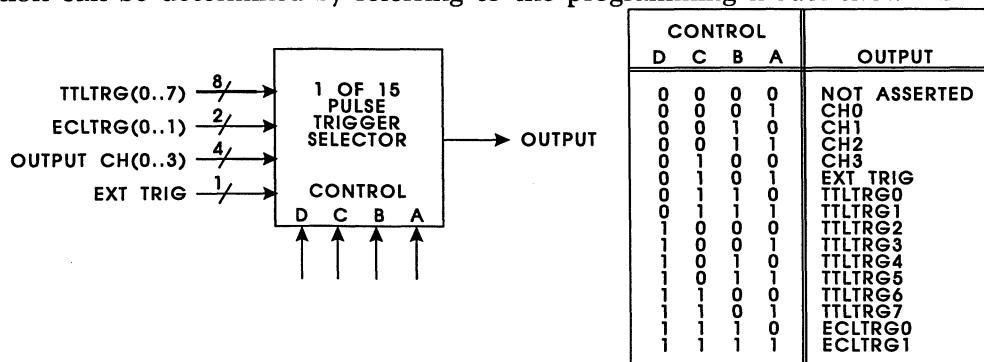 TTLTRG(0..7) 8
ECLTRG(0..1) 2
OUTPUT CH(0..3) 4
EXT TRIG 1
1 OF 15
PULSE
TRIGGER
SELECTOR
CONTROL
D C B A
OUTPUT
CONTROL
D C B A OUTPUT
0 0 0 0 NOT ASSERTED
0 0 0 1 CH0
0 0 1 0 CH1
0 0 1 1 CH2
0 1 0 0 CH3
0 1 0 1 EXT TRIG
0 1 1 0 TTLTRG0
0 1 1 1 TTLTRG1
1 0 0 0 TTLTRG2
1 0 0 1 TTLTRG3
1 0 1 0 TTLTRG4
1 0 1 1 TTLTRG5
1 1 0 0 TTLTRG6
1 1 0 1 TTLTRG7
1 1 1 0 ECLTRG0
1 1 1 1 ECLTRG1